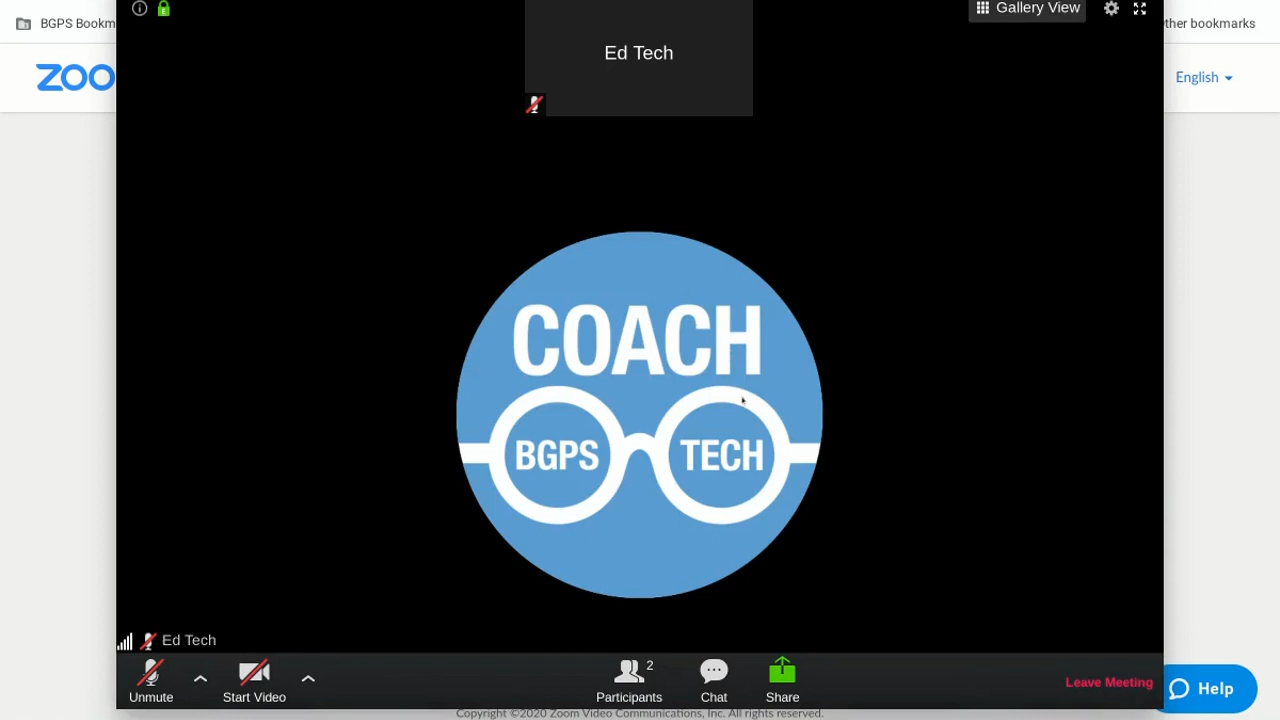 BGPS Bookm
ther bookmarks
ZOO
English
Gallery View
Ed Tech
COACH
BGPS TECH
Ed Tech
Unmute
Start Video
Participants
2
Chat
Share
Leave Meeting
Help
Copyright ©2020 Zoom Video Communications, Inc. All rights reserved.